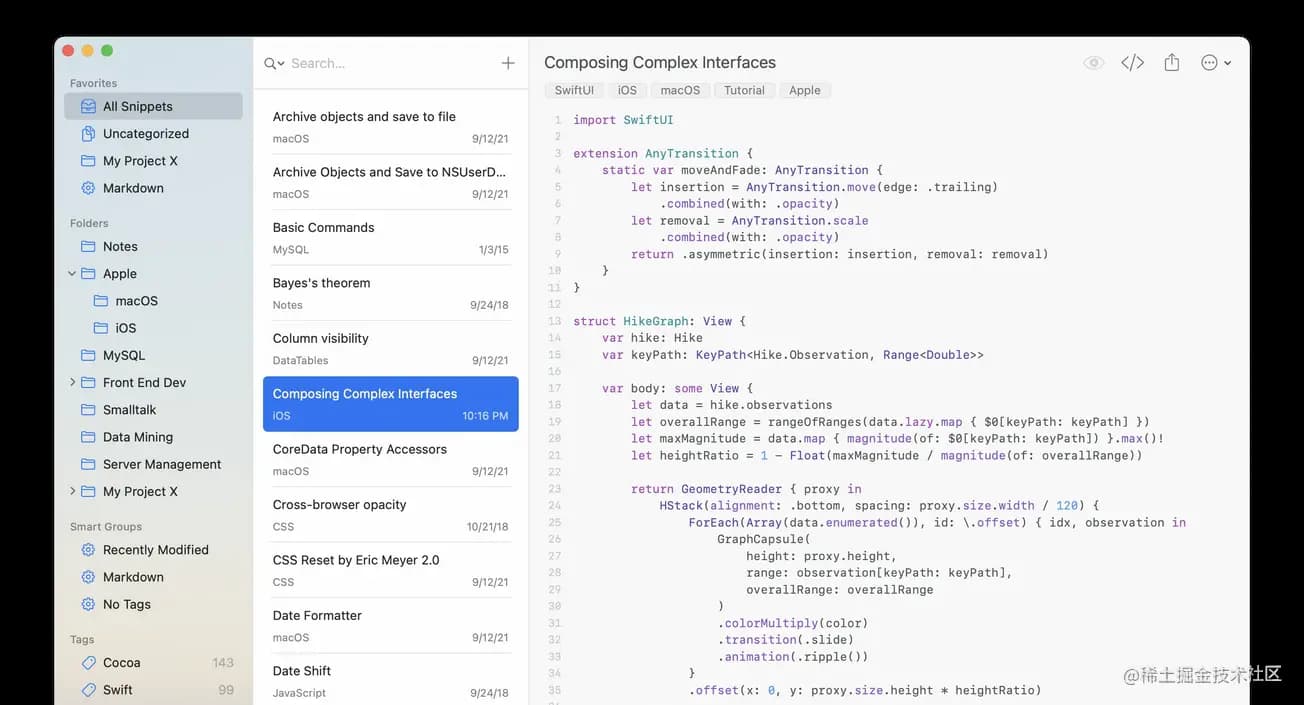 Favorites
All Snippets
Uncategorized
My Project X
Markdown
Folders
Notes
Apple
macOS
iOS
MySQL
Front End Dev
Smalltalk
Data Mining
Server Management
My Project X
Smart Groups
Recently Modified
Markdown
No Tags
Tags
Cocoa 143
Swift 99
Search...
Archive objects and save to file
macOS 9/12/21
Archive Objects and Save to NSUserD...
macOS 9/12/21
Basic Commands
MySQL 1/3/15
Bayes's theorem
Notes 9/24/18
Column visibility
DataTables 9/12/21
Composing Complex Interfaces
iOS 10:16 PM
CoreData Property Accessors
macOS 9/12/21
Cross-browser opacity
CSS 10/21/18
CSS Reset by Eric Meyer 2.0
CSS 9/12/21
Date Formatter
macOS 9/12/21
Date Shift
JavaScript 9/24/18
Composing Complex Interfaces
SwiftUI iOS macOS Tutorial Apple
1 import SwiftUI
2
3 extension AnyTransition {
4     static var moveAndFade: AnyTransition {
5         let insertion = AnyTransition.move(edge: .trailing)
6             .combined(with: .opacity)
7         let removal = AnyTransition.scale
8             .combined(with: .opacity)
9         return .asymmetric(insertion: insertion, removal: removal)
10     }
11 }
12
13 struct HikeGraph: View {
14     var hike: Hike
15     var keyPath: KeyPath<Hike.Observation, Range<Double>>
16
17     var body: some View {
18         let data = hike.observations
19         let overallRange = rangeOfRanges(data.lazy.map { $0[keyPath: keyPath] })
20         let maxMagnitude = data.map { magnitude(of: $0[keyPath: keyPath]) }.max()!
21         let heightRatio = 1 - Float(maxMagnitude / magnitude(of: overallRange))
22
23         return GeometryReader { proxy in
24             HStack(alignment: .bottom, spacing: proxy.size.width / 120) {
25                 ForEach(Array(data.enumerated()), id: \.offset) { idx, observation in
26                     GraphCapsule(
27                         height: proxy.height,
28                         range: observation[keyPath: keyPath],
29                         overallRange: overallRange
30                     )
31                     .colorMultiply(color)
32                     .transition(.slide)
33                     .animation(.ripple())
34                 }
35                 .offset(x: 0, y: proxy.size.height * heightRatio)
@稀土掘金技术社区